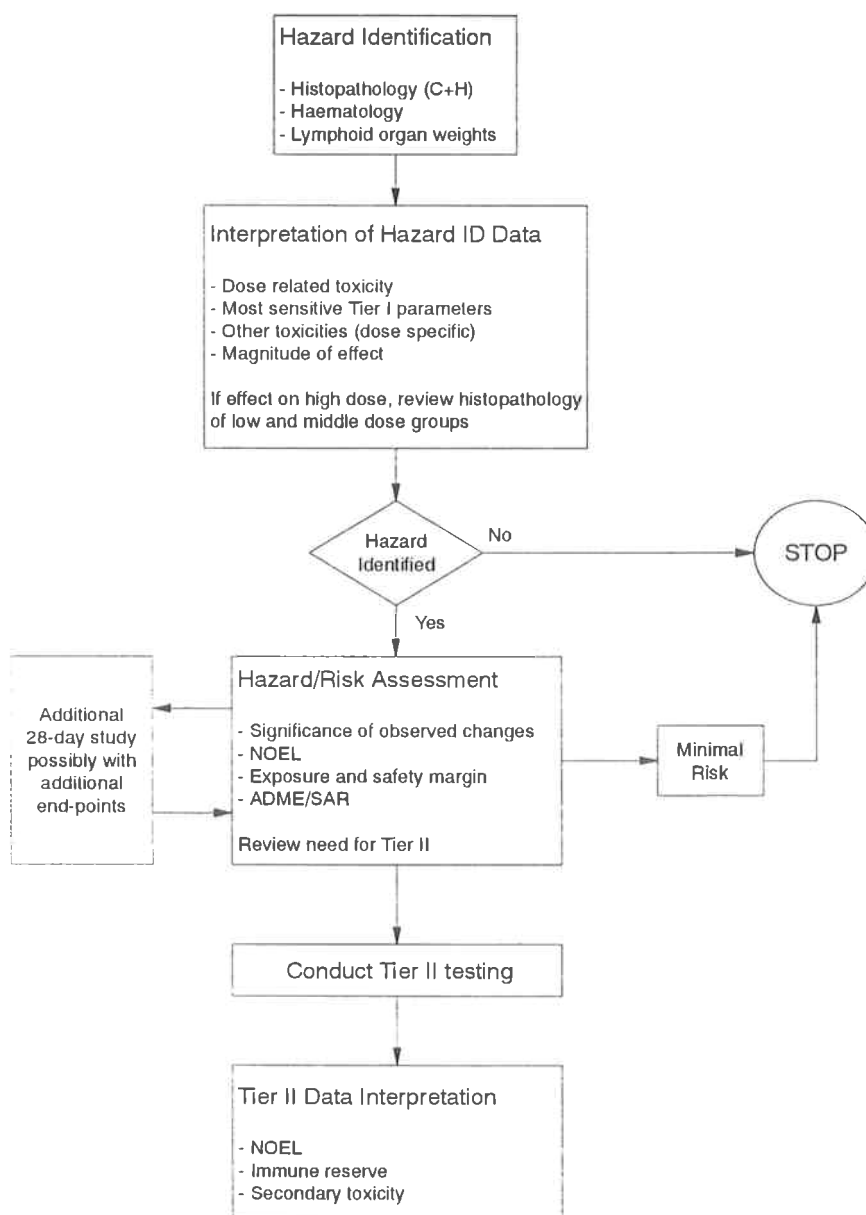 Hazard Identification
- Histopathology (C+H)
- Haematology
- Lymphoid organ weights
Interpretation of Hazard ID Data
- Dose related toxicity
- Most sensitive Tier I parameters
- Other toxicities (dose specific)
- Magnitude of effect
If effect on high dose, review histopathology
of low and middle dose groups
Hazard
Identified
No
STOP
Yes
Hazard/Risk Assessment
- Significance of observed changes
- NOEL
- Exposure and safety margin
- ADME/SAR
Review need for Tier II
Additional
28-day study
possibly with
additional
end-points
Minimal
Risk
Conduct Tier II testing
Tier II Data Interpretation
- NOEL
- Immune reserve
- Secondary toxicity